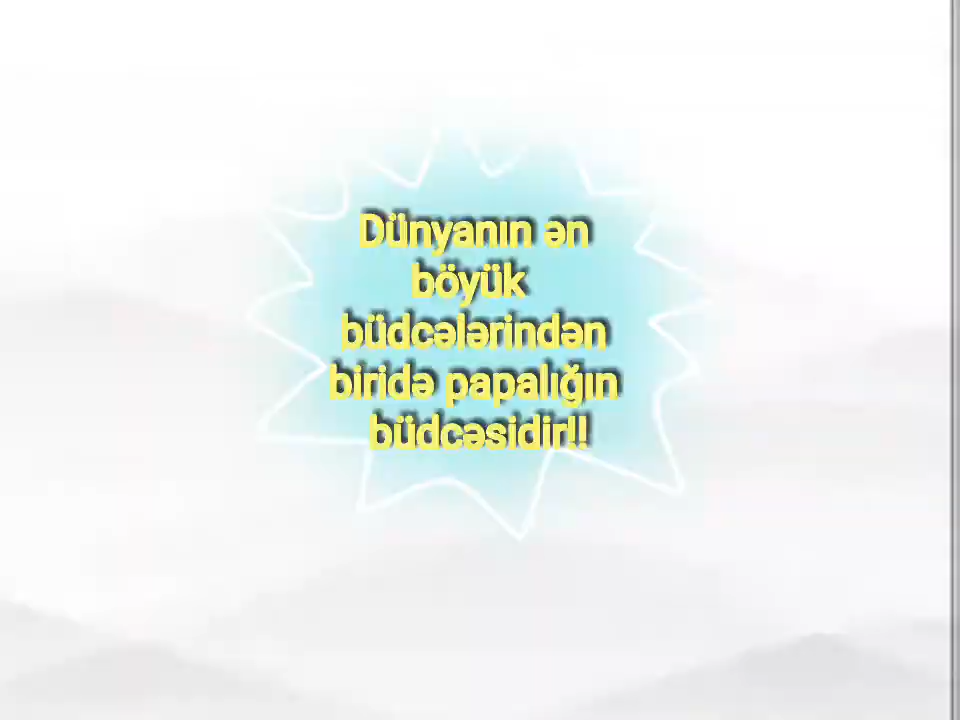 Dünyanın ən
böyük
büdcələrindən
biridə papalığın
büdcəsidir!!